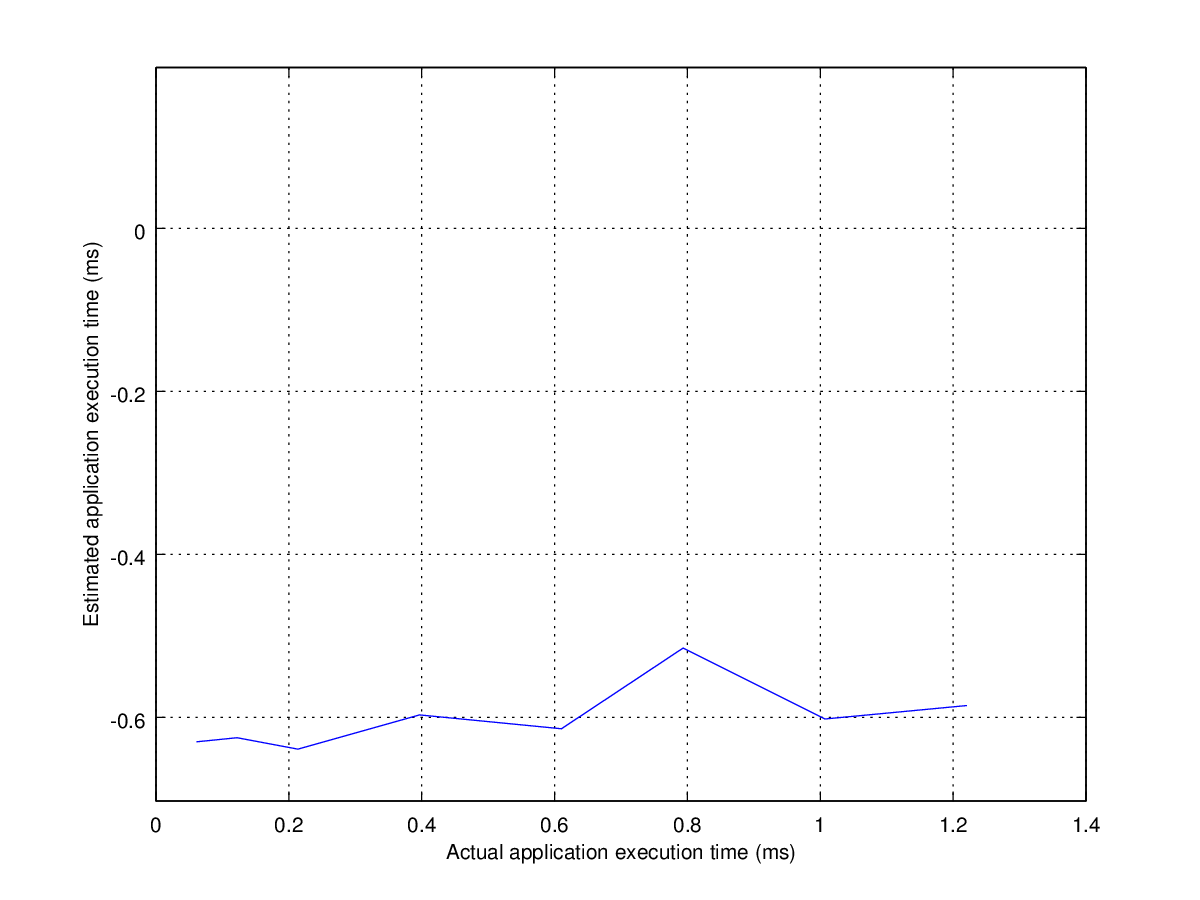 Estimated application execution time (ms)
0
-0.2
-0.4
-0.6
0 0.2 0.4 0.6 0.8 1 1.2 1.4
Actual application execution time (ms)